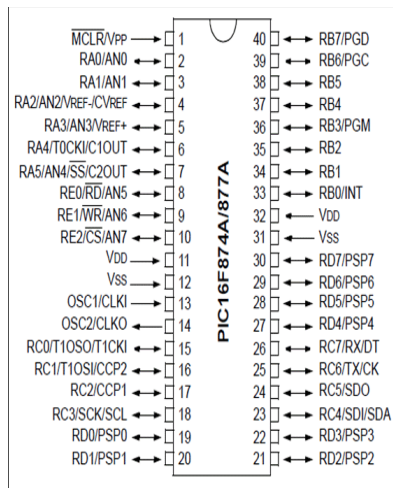 MCLR/VPP 1 40 RB7/PGD
RA0/AN0 2 39 RB6/PGC
RA1/AN1 3 38 RB5
RA2/AN2/VREF-/CVREF 4 37 RB4
RA3/AN3/VREF+ 5 36 RB3/PGM
RA4/T0CKI/C1OUT 6 35 RB2
RA5/AN4/SS/C2OUT 7 34 RB1
RE0/RD/AN5 8 33 RB0/INT
RE1/WR/AN6 9 32 VDD
RE2/CS/AN7 10 31 VSS
VDD 11 30 RD7/PSP7
VSS 12 29 RD6/PSP6
OSC1/CLKI 13 28 RD5/PSP5
OSC2/CLKO 14 27 RD4/PSP4
RC0/T1OSO/T1CKI 15 26 RC7/RX/DT
RC1/T1OSI/CCP2 16 25 RC6/TX/CK
RC2/CCP1 17 24 RC5/SDO
RC3/SCK/SCL 18 23 RC4/SDI/SDA
RD0/PSP0 19 22 RD3/PSP3
RD1/PSP1 20 21 RD2/PSP2
PIC16F874A/877A